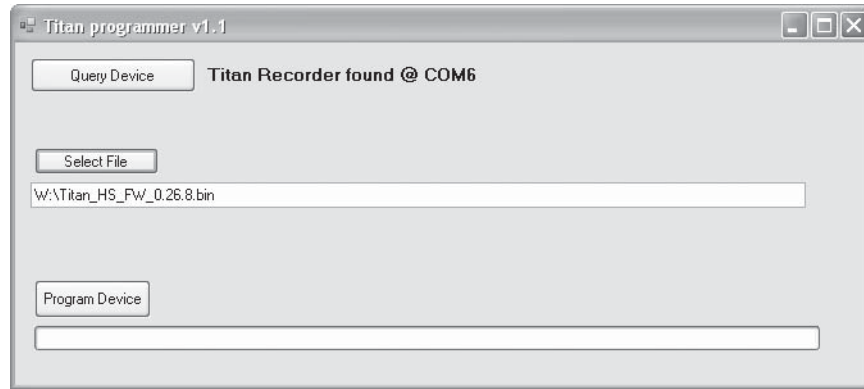 Titan programmer v1.1
Query Device Titan Recorder found @ COM6
Select File
W:\Titan_HS_FW_0.26.8.bin
Program Device